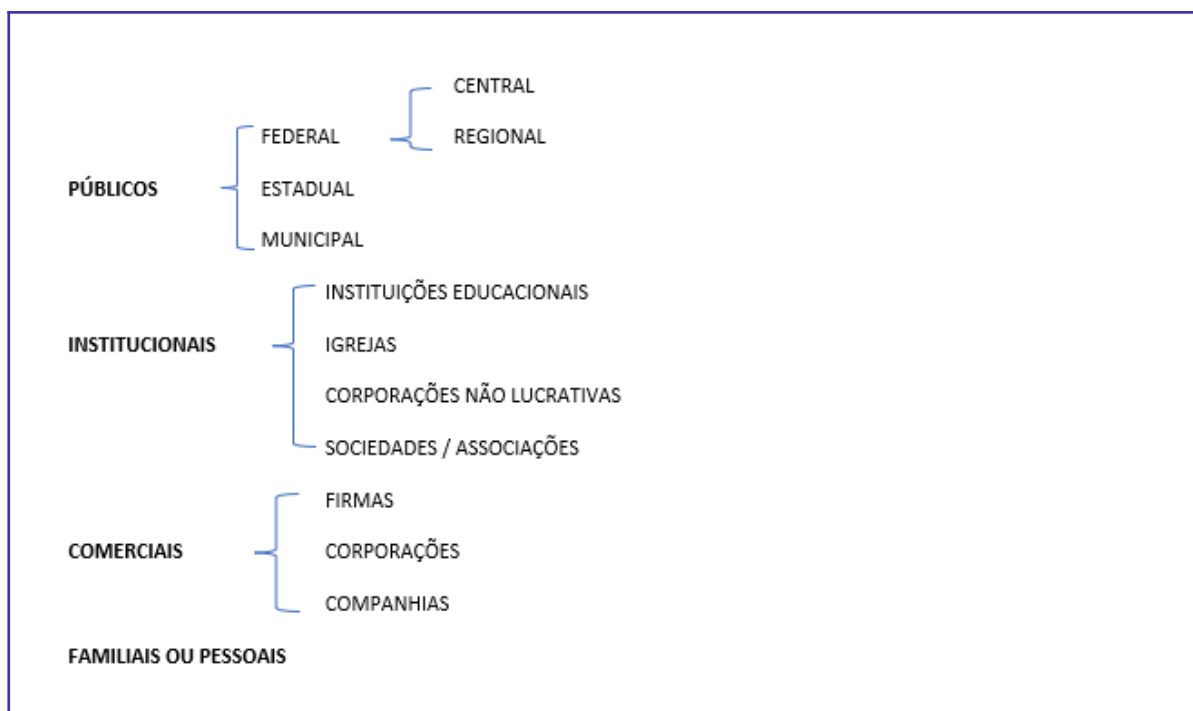 CENTRAL
FEDERAL REGIONAL
PÚBLICOS ESTADUAL
MUNICIPAL
INSTITUIÇÕES EDUCACIONAIS
INSTITUCIONAIS IGREJAS
CORPORAÇÕES NÃO LUCRATIVAS
SOCIEDADES / ASSOCIAÇÕES
FIRMAS
COMERCIAIS CORPORAÇÕES
COMPANHIAS
FAMILIAIS OU PESSOAIS